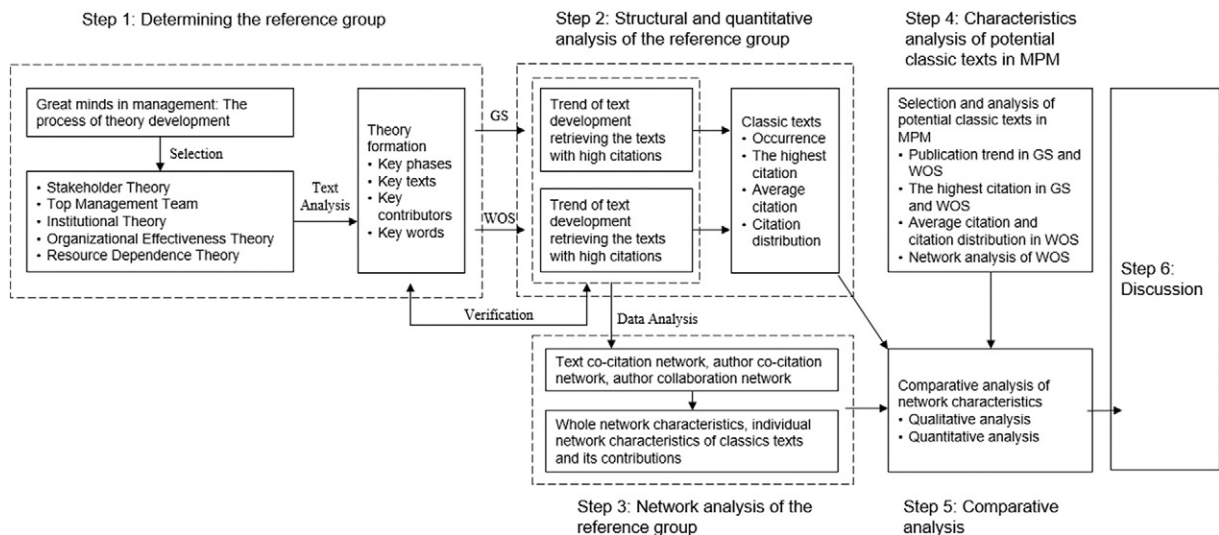 Step 1: Determining the reference group
Great minds in management: The
process of theory development
Selection
• Stakeholder Theory
• Top Management Team
• Institutional Theory
• Organizational Effectiveness Theory
• Resource Dependence Theory
Text
Analysis
Theory
formation
• Key phases
• Key texts
• Key
contributors
• Key words
GS
WOS
Verification
Step 2: Structural and quantitative
analysis of the reference group
Trend of text
development
retrieving the texts
with high citations
Trend of text
development
retrieving the texts
with high citations
Classic texts
• Occurrence
• The highest
citation
• Average
citation
• Citation
distribution
Data Analysis
Text co-citation network, author co-citation
network, author collaboration network
Whole network characteristics, individual
network characteristics of classics texts
and its contributions
Step 3: Network analysis of the
reference group
Step 4: Characteristics
analysis of potential
classic texts in MPM
Selection and analysis of
potential classic texts in
MPM
• Publication trend in GS and
WOS
• The highest citation in GS
and WOS
• Average citation and
citation distribution in WOS
• Network analysis of WOS
Comparative analysis of
network characteristics
• Qualitative analysis
• Quantitative analysis
Step 5: Comparative
analysis
Step 6:
Discussion